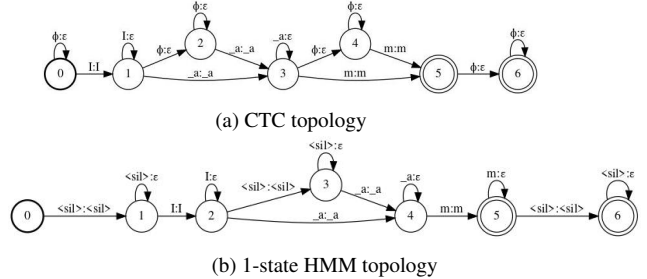 ϕ:ε I:ε ϕ:ε _a:ε ϕ:ε ϕ:ε
0 I:I 1 ϕ:ε 2 _a:_a _a:_a 3 ϕ:ε 4 m:m m:m 5 ϕ:ε 6
(a) CTC topology
<sil>:ε I:ε <sil>:ε _a:ε m:ε <sil>:ε
0 <sil>:<sil> 1 I:I 2 <sil>:<sil> 3 _a:_a _a:_a 4 m:m 5 <sil>:<sil> 6
(b) 1-state HMM topology